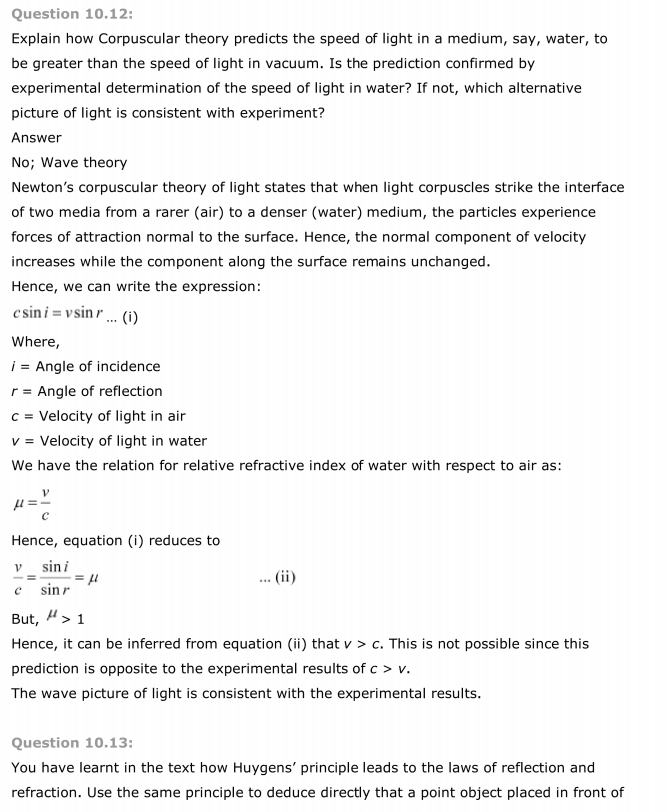 Question 10.12:
Explain how Corpuscular theory predicts the speed of light in a medium, say, water, to
be greater than the speed of light in vacuum. Is the prediction confirmed by
experimental determination of the speed of light in water? If not, which alternative
picture of light is consistent with experiment?
Answer
No; Wave theory
Newton's corpuscular theory of light states that when light corpuscles strike the interface
of two media from a rarer (air) to a denser (water) medium, the particles experience
forces of attraction normal to the surface. Hence, the normal component of velocity
increases while the component along the surface remains unchanged.
Hence, we can write the expression:
c sin i = v sin r ... (i)
Where,
i = Angle of incidence
r = Angle of reflection
c = Velocity of light in air
v = Velocity of light in water
We have the relation for relative refractive index of water with respect to air as:
μ = v/c
Hence, equation (i) reduces to
v/c = sin i/sin r = μ ... (ii)
But, μ > 1
Hence, it can be inferred from equation (ii) that v > c. This is not possible since this
prediction is opposite to the experimental results of c > v.
The wave picture of light is consistent with the experimental results.
Question 10.13:
You have learnt in the text how Huygens' principle leads to the laws of reflection and
refraction. Use the same principle to deduce directly that a point object placed in front of